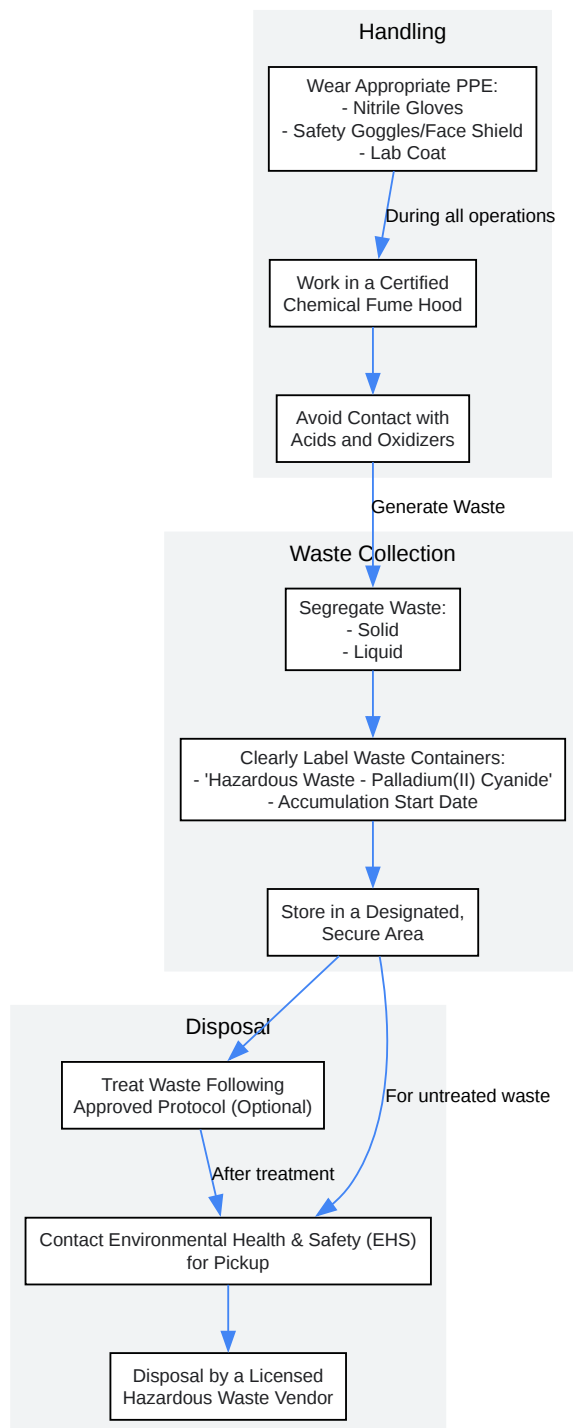 Handling
Wear Appropriate PPE:
- Nitrile Gloves
- Safety Goggles/Face Shield
- Lab Coat
During all operations
Work in a Certified
Chemical Fume Hood
Avoid Contact with
Acids and Oxidizers
Generate Waste
Waste Collection
Segregate Waste:
- Solid
- Liquid
Clearly Label Waste Containers:
- 'Hazardous Waste - Palladium(II) Cyanide'
- Accumulation Start Date
Store in a Designated,
Secure Area
Disposal
Treat Waste Following
Approved Protocol (Optional)
For untreated waste
After treatment
Contact Environmental Health & Safety (EHS)
for Pickup
Disposal by a Licensed
Hazardous Waste Vendor